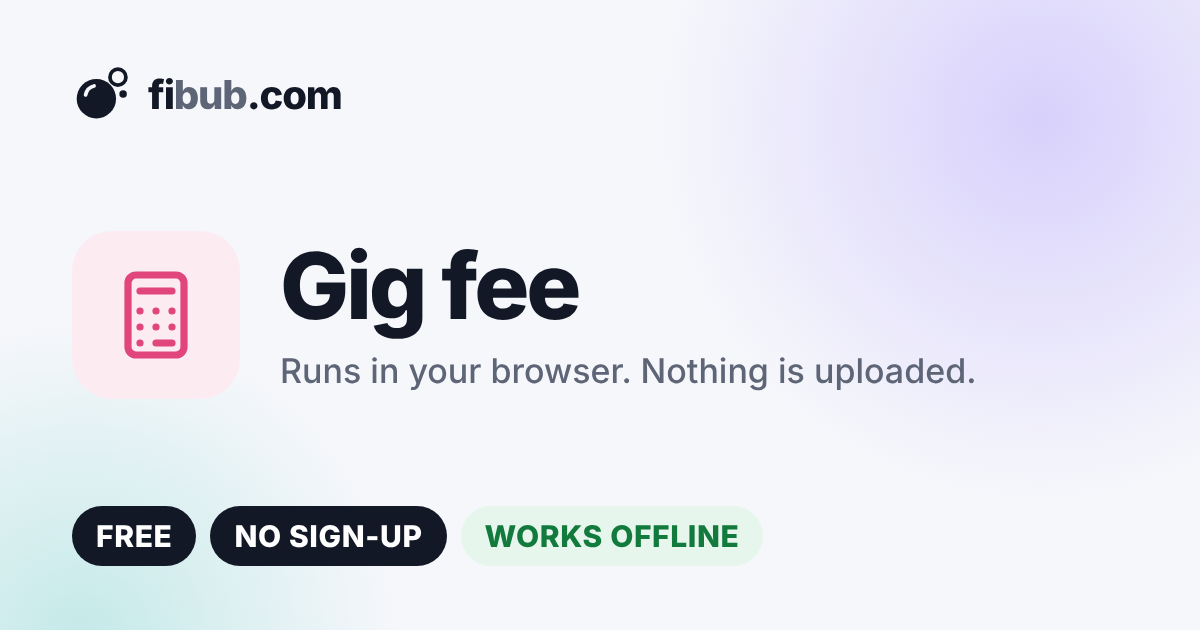 fibub.com
Gig fee
Runs in your browser. Nothing is uploaded.
FREE NO SIGN-UP WORKS OFFLINE